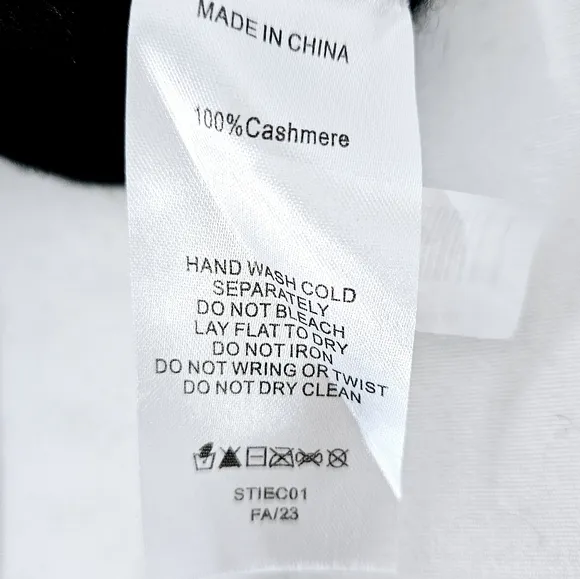 MADE IN CHINA
100%Cashmere
HAND WASH COLD
SEPARATELY
DO NOT BLEACH
LAY FLAT TO DRY
DO NOT IRON
DO NOT WRING OR TWIST
DO NOT DRY CLEAN
STIEC01
FA/23